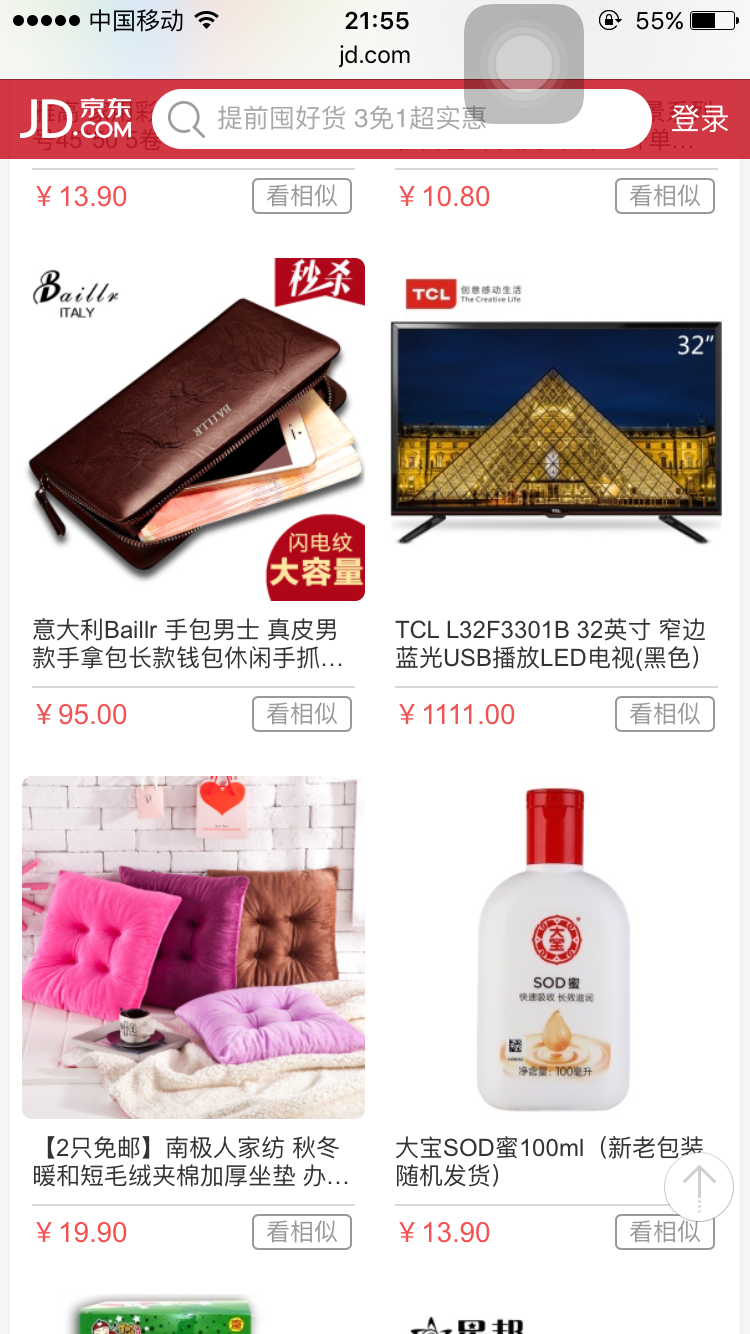 中国移动
21:55
55%
jd.com
JD.京东.COM
提前囤好货 3免1超实惠
登录
号45*50 5卷
¥ 13.90
看相似
¥ 10.80
看相似
Baillr
ITALY
秒杀
BAILLR
闪电纹
大容量
TCL
创意感动生活
The Creative Life
32"
TCL
意大利Baillr 手包男士 真皮男
款手拿包长款钱包休闲手抓…
TCL L32F3301B 32英寸 窄边
蓝光USB播放LED电视(黑色）
¥ 95.00
看相似
¥ 1111.00
看相似
大宝
SOD蜜
快速吸收 长效滋润
净含量：100毫升
【2只免邮】南极人家纺 秋冬
暖和短毛绒夹棉加厚坐垫 办…
大宝SOD蜜100ml（新老包装
随机发货）
¥ 19.90
看相似
¥ 13.90
看相似